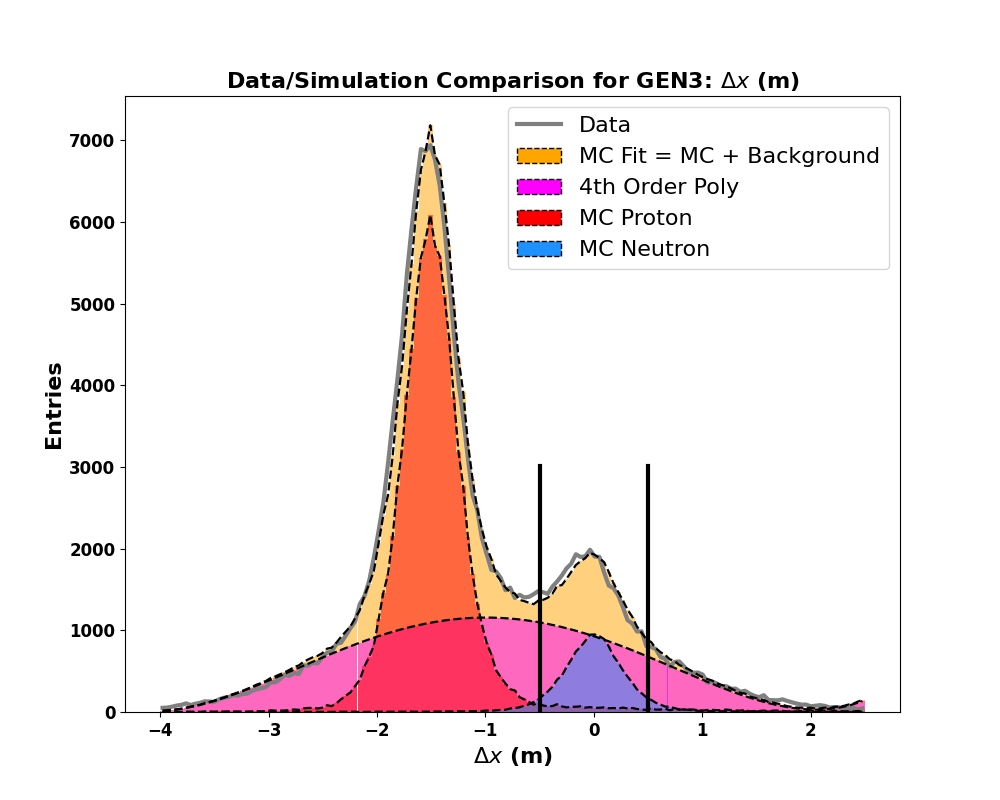 Data/Simulation Comparison for GEN3: Δx (m)
Data
MC Fit = MC + Background
4th Order Poly
MC Proton
MC Neutron
Entries
7000
6000
5000
4000
3000
2000
1000
0
−4
−3
−2
−1
0
1
2
Δx (m)